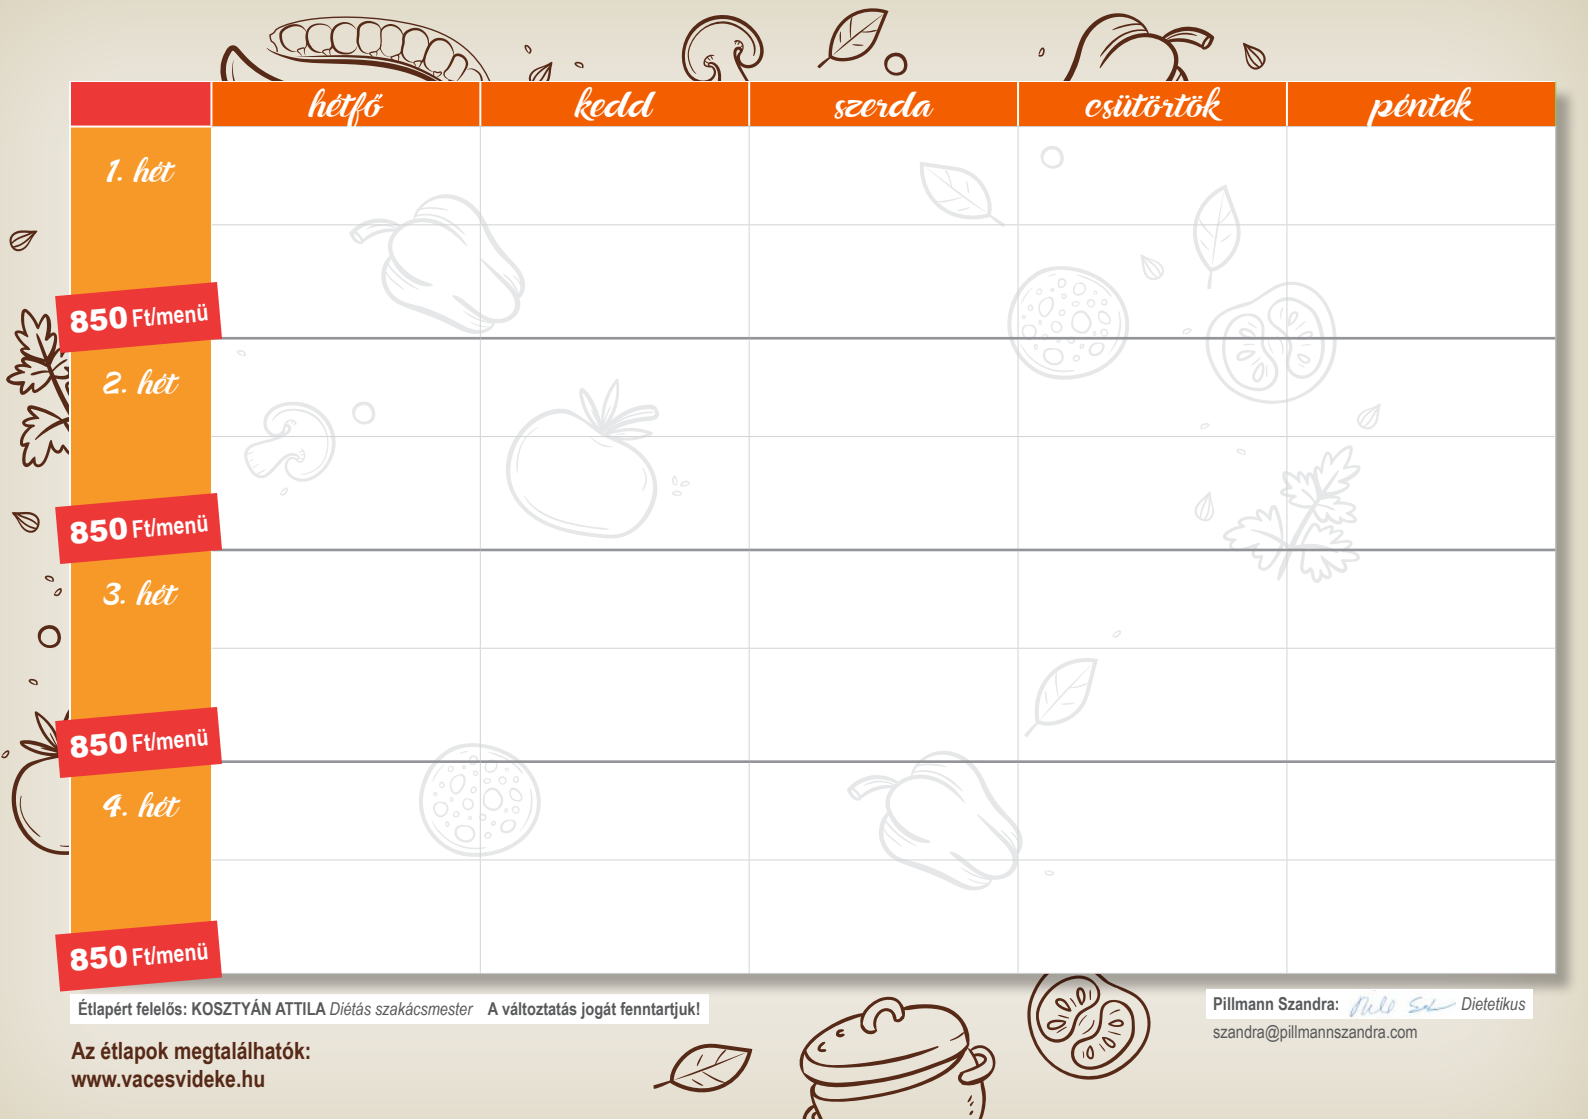 hétfő kedd szerda csütörtök péntek
1. hét
850 Ft/menü
2. hét
850 Ft/menü
3. hét
850 Ft/menü
4. hét
850 Ft/menü
Étlapért felelős: KOSZTYÁN ATTILA Diétás szakácsmester A változtatás jogát fenntartjuk!
Pillmann Szandra: Dietetikus
szandra@pillmannszandra.com
Az étlapok megtalálhatók:
www.vacesvideke.hu